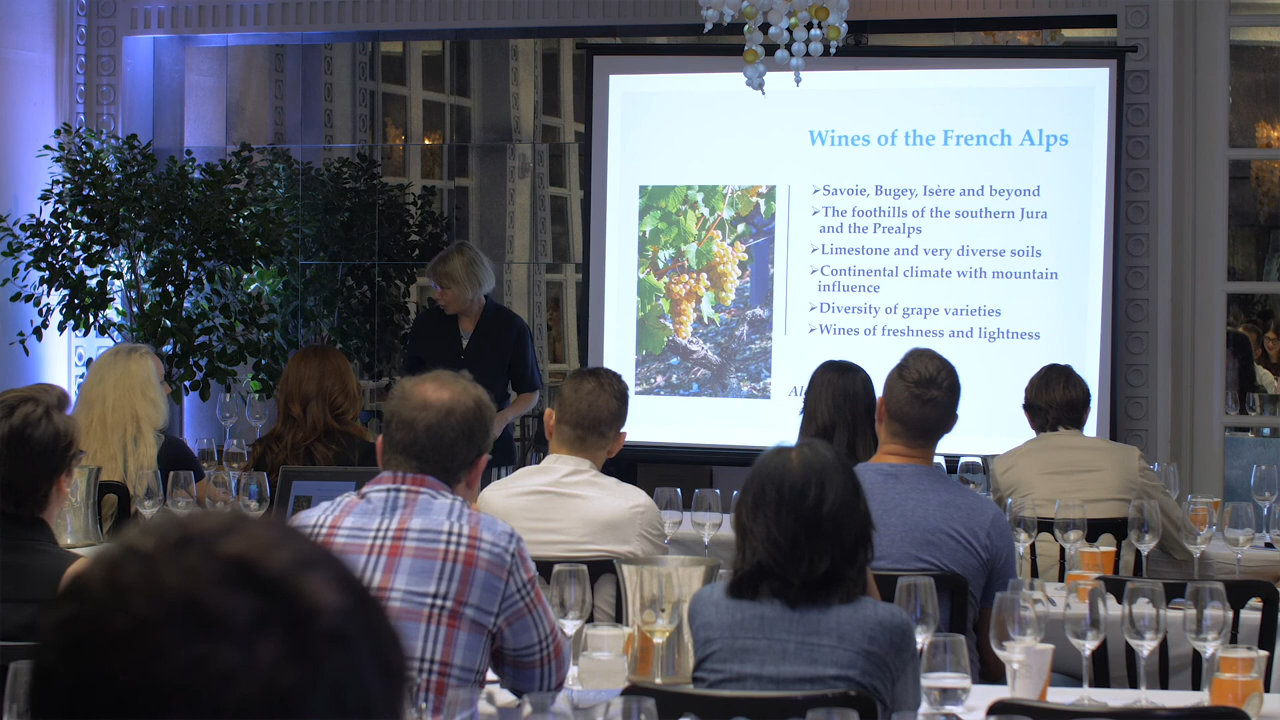 Wines of the French Alps
➢Savoie, Bugey, Isère and beyond
➢The foothills of the southern Jura
and the Prealps
➢Limestone and very diverse soils
➢Continental climate with mountain
influence
➢Diversity of grape varieties
➢Wines of freshness and lightness